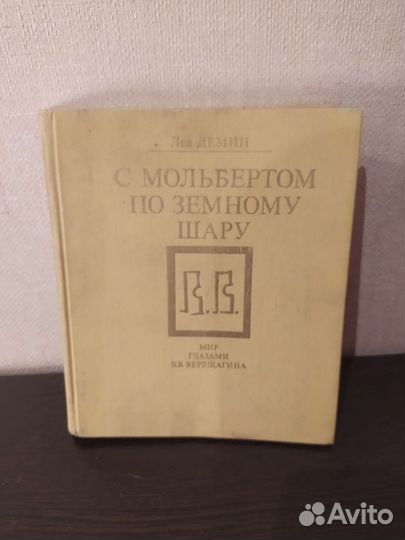 Лев ДЕМИН
С МОЛЬБЕРТОМ
ПО ЗЕМНОМУ
ШАРУ
В.В.
МИР
ГЛАЗАМИ
В.В. ВЕРЕЩАГИНА
Avito